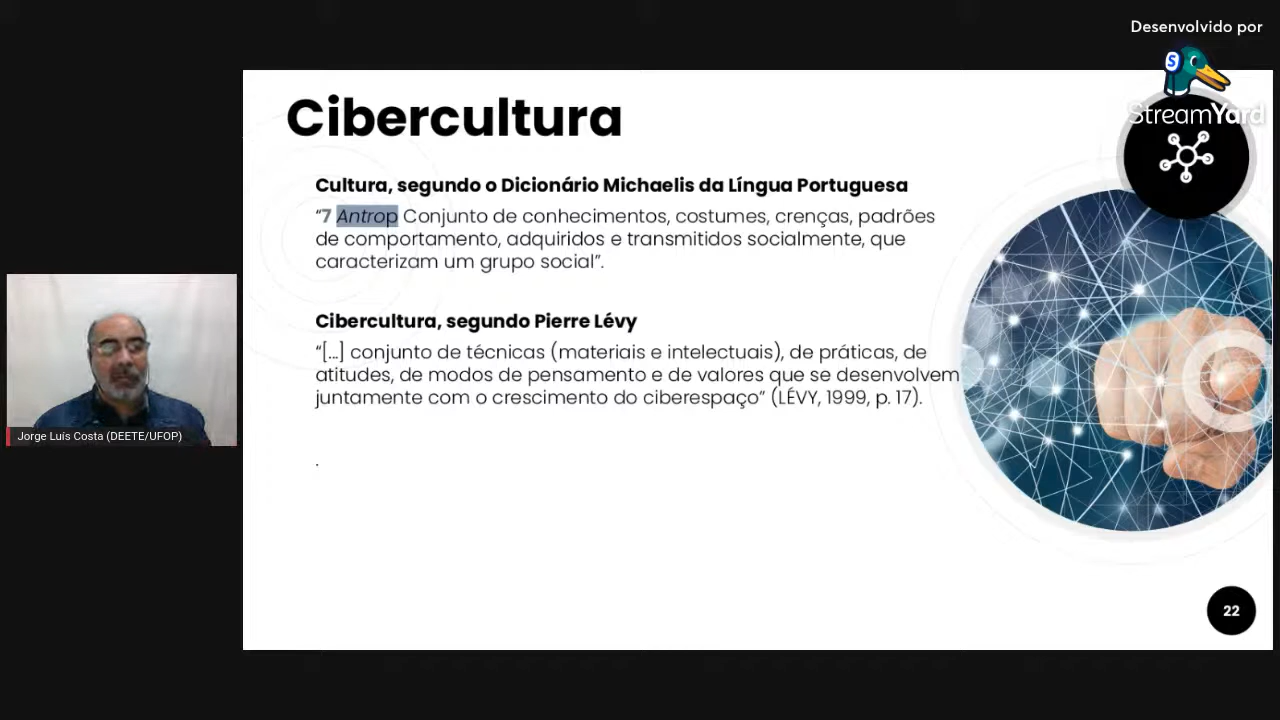 Desenvolvido por
StreamYard
Cibercultura
Cultura, segundo o Dicionário Michaelis da Língua Portuguesa
“7 Antrop Conjunto de conhecimentos, costumes, crenças, padrões
de comportamento, adquiridos e transmitidos socialmente, que
caracterizam um grupo social”.
Cibercultura, segundo Pierre Lévy
“[...] conjunto de técnicas (materiais e intelectuais), de práticas, de
atitudes, de modos de pensamento e de valores que se desenvolvem
juntamente com o crescimento do ciberespaço” (LÉVY, 1999, p. 17).
.
Jorge Luís Costa (DEETE/UFOP)
22